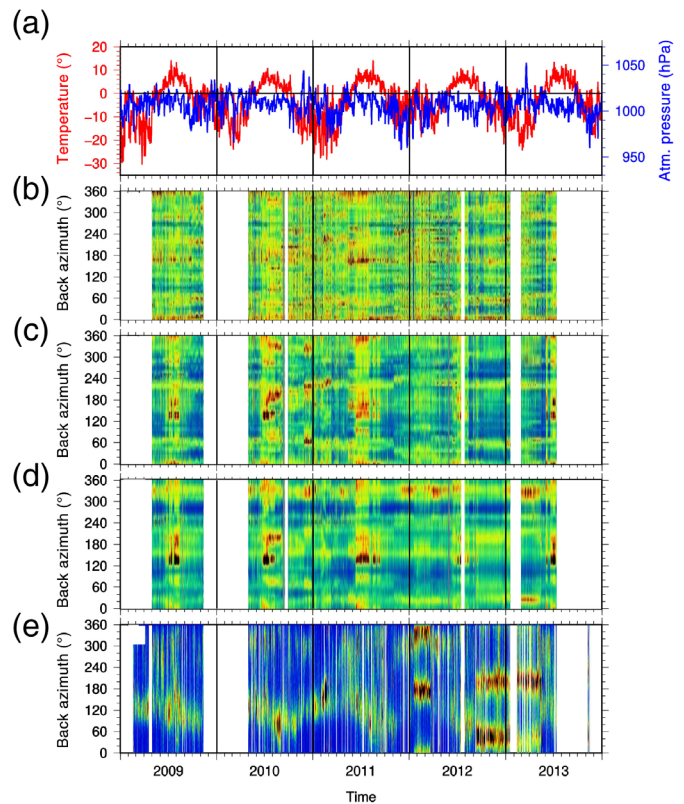 (a)
Temperature (°)
20
10
0
−10
−20
−30
1050
1000
950
Atm. pressure (hPa)
(b)
Back azimuth (°)
360
300
240
180
120
60
0
(c)
Back azimuth (°)
360
300
240
180
120
60
0
(d)
Back azimuth (°)
360
300
240
180
120
60
0
(e)
Back azimuth (°)
360
300
240
180
120
60
0
2009 2010 2011 2012 2013
Time